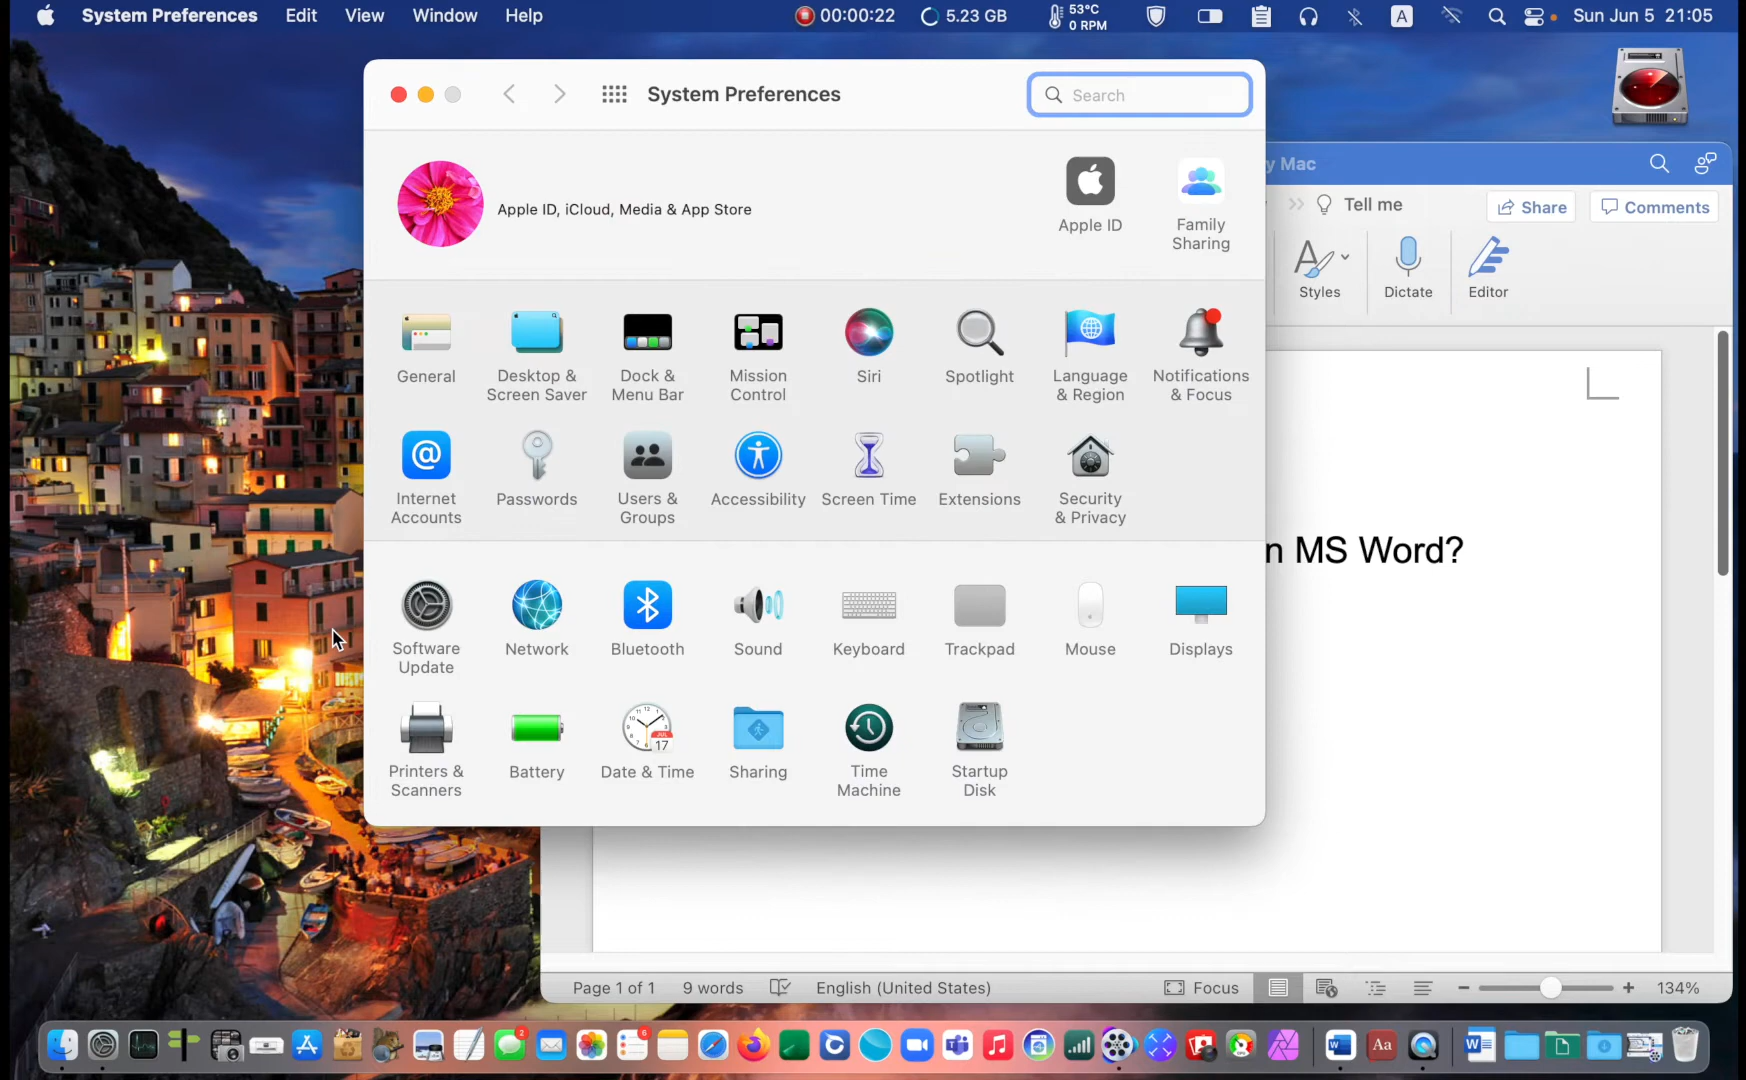 System Preferences Edit View Window Help 00:00:22 5.23 GB 53°C 0 RPM A Sun Jun 5 21:05
System Preferences Search
y Mac
Apple ID, iCloud, Media & App Store
Apple ID
Family
Sharing
Tell me Share Comments
Styles Dictate Editor
General
Desktop &
Screen Saver
Dock &
Menu Bar
Mission
Control
Siri
Spotlight
Language
& Region
Notifications
& Focus
Internet
Accounts
Passwords
Users &
Groups
Accessibility
Screen Time
Extensions
Security
& Privacy
n MS Word?
Software
Update
Network
Bluetooth
Sound
Keyboard
Trackpad
Mouse
Displays
Printers &
Scanners
Battery
JUL
17
Date & Time
Sharing
Time
Machine
Startup
Disk
Page 1 of 1 9 words English (United States) Focus 134%
2
6
Aa